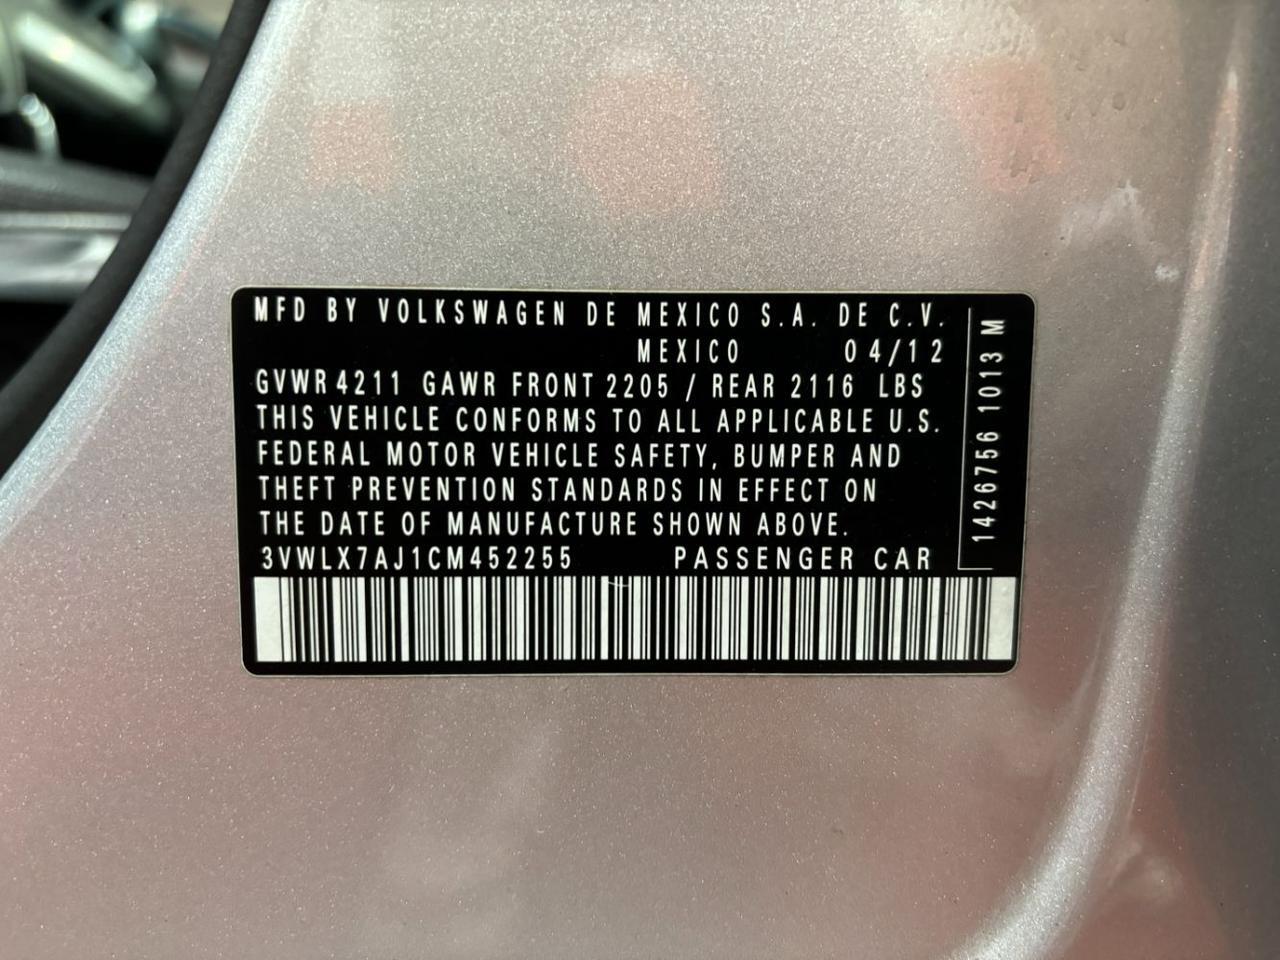 MFD BY VOLKSWAGEN DE MEXICO S.A. DE C.V.
MEXICO 04/12
GVWR 4211 GAWR FRONT 2205 / REAR 2116 LBS
THIS VEHICLE CONFORMS TO ALL APPLICABLE U.S.
FEDERAL MOTOR VEHICLE SAFETY, BUMPER AND
THEFT PREVENTION STANDARDS IN EFFECT ON
THE DATE OF MANUFACTURE SHOWN ABOVE.
3VWLX7AJ1CM452255 PASSENGER CAR
1426756 1013 M